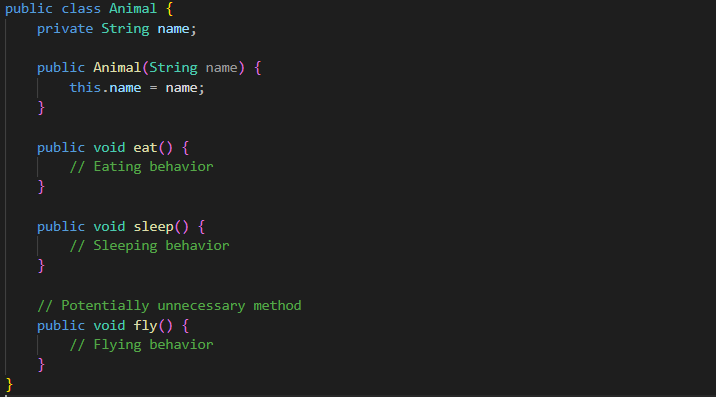 public class Animal {
    private String name;

    public Animal(String name) {
        this.name = name;
    }

    public void eat() {
        // Eating behavior
    }

    public void sleep() {
        // Sleeping behavior
    }

    // Potentially unnecessary method
    public void fly() {
        // Flying behavior
    }
}